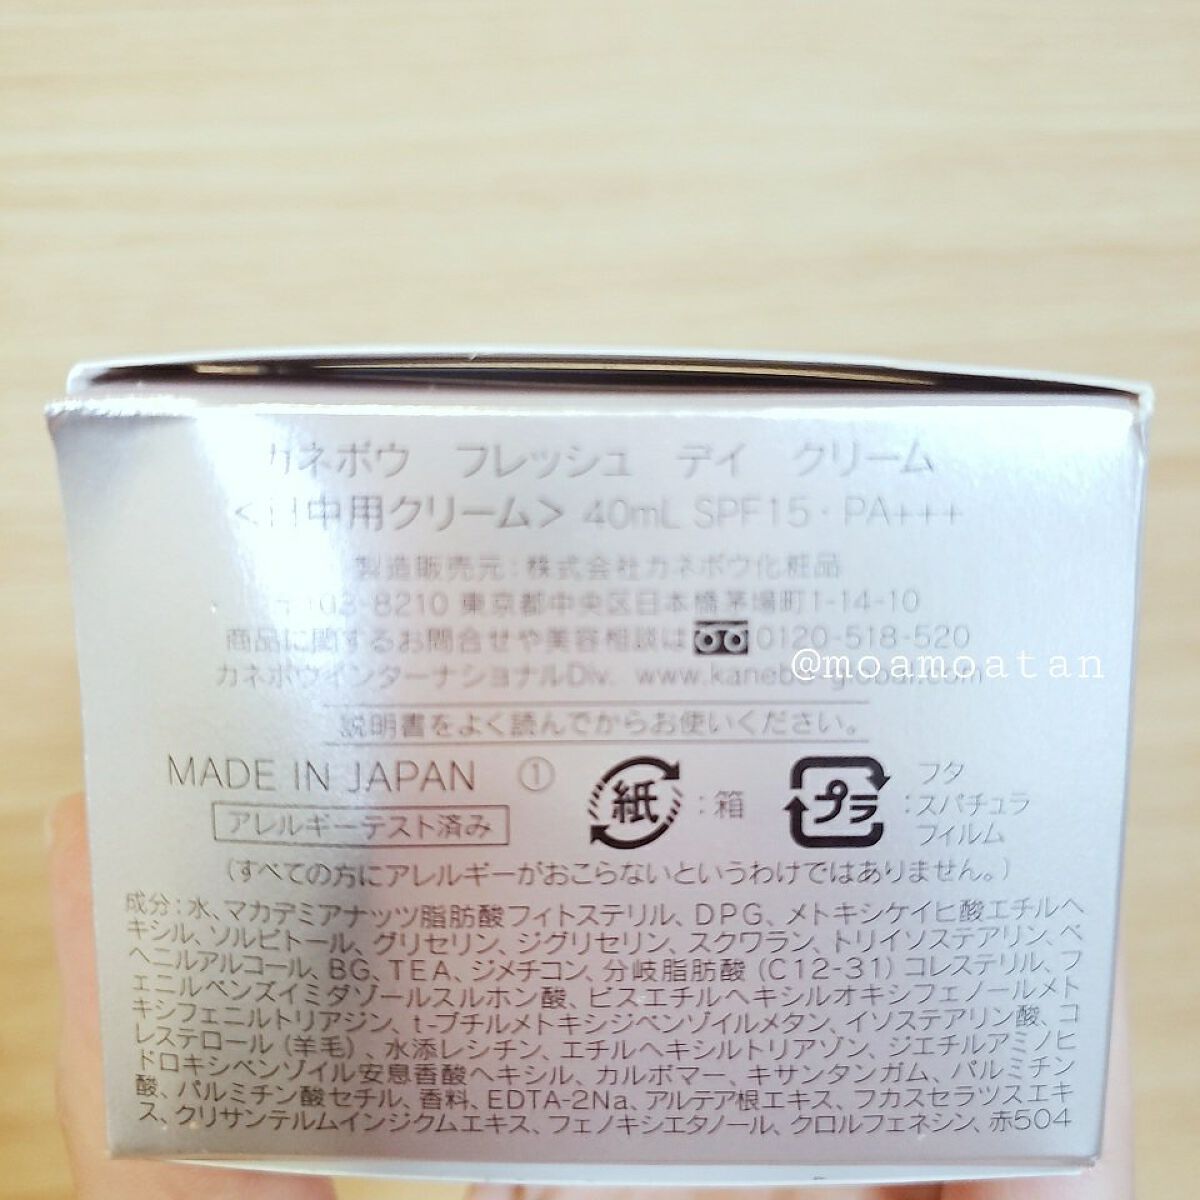 カネボウ フレッシュ デイ クリーム
<日中用クリーム> 40mL SPF15・PA+++
製造販売元:株式会社カネボウ化粧品
103-8210 東京都中央区日本橋茅場町1-14-10
商品に関するお問合せや美容相談は 0120-518-520
カネボウインターナショナルDiv. www.kanebo-global.com
@moamoatan
説明書をよく読んでからお使いください。
MADE IN JAPAN ①
アレルギーテスト済み
紙 :箱
プラ :フタ
スパチュラ
フィルム
(すべての方にアレルギーがおこらないというわけではありません。)
成分:水、マカデミアナッツ脂肪酸フィトステリル、DPG、メトキシケイヒ酸エチルヘ
キシル、ソルビトール、グリセリン、ジグリセリン、スクワラン、トリイソステアリン、ベ
ヘニルアルコール、BG、TEA、ジメチコン、分岐脂肪酸(C12-31)コレステリル、フ
ェニルベンズイミダゾールスルホン酸、ビスエチルヘキシルオキシフェノールメト
キシフェニルトリアジン、t-ブチルメトキシジベンゾイルメタン、イソステアリン酸、コ
レステロール(羊毛)、水添レシチン、エチルヘキシルトリアゾン、ジエチルアミノヒ
ドロキシベンゾイル安息香酸ヘキシル、カルボマー、キサンタンガム、パルミチン
酸、パルミチン酸セチル、香料、EDTA-2Na、アルテア根エキス、フカスセラツスエキ
ス、クリサンテルムインジクムエキス、フェノキシエタノール、クロルフェネシン、赤504